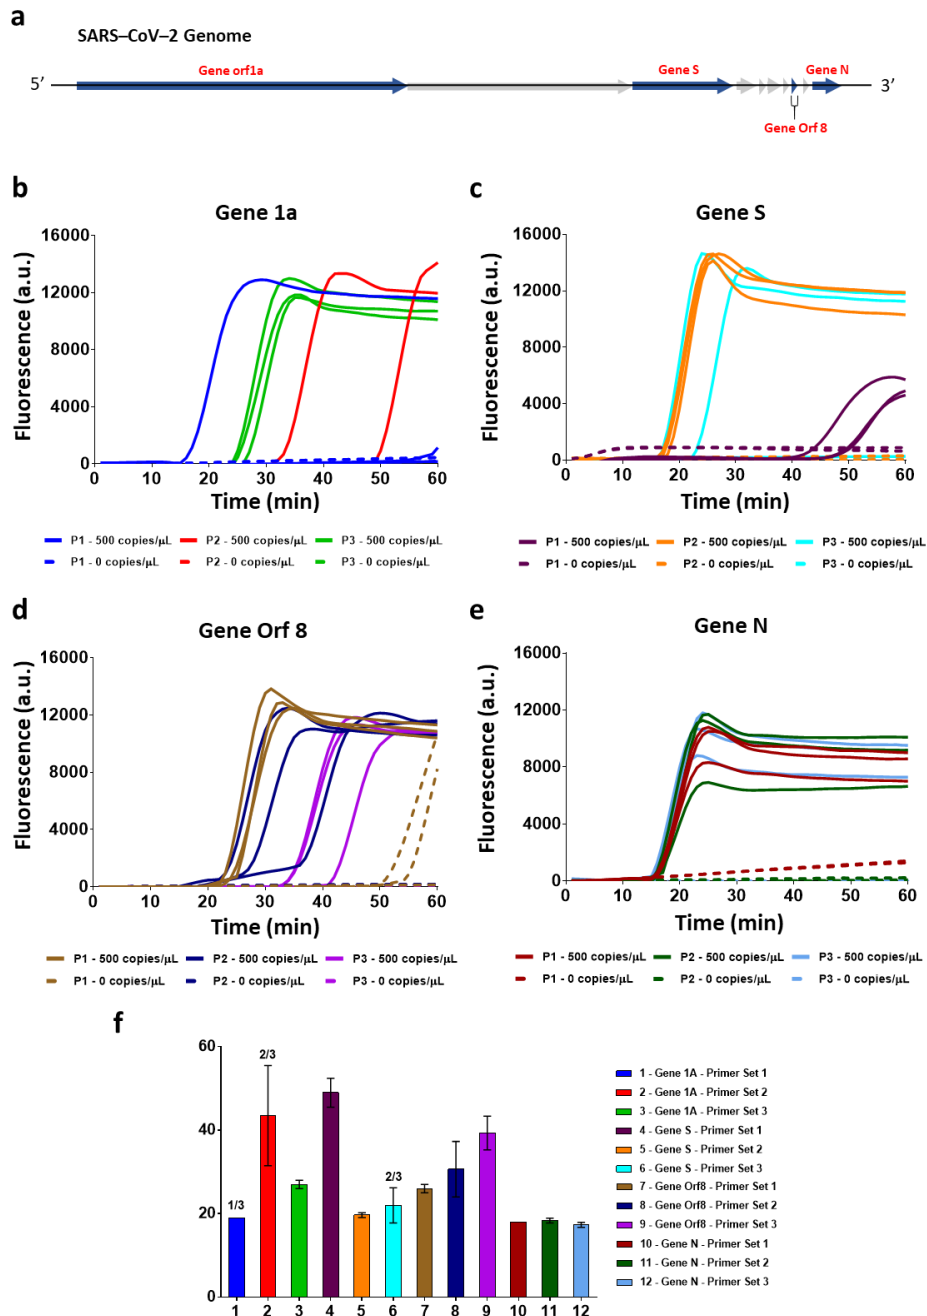 a
SARS–CoV–2 Genome
Gene orf1a
Gene S
Gene N
5’
3’
Gene Orf 8
b
Gene 1a
Fluorescence (a.u.)
16000
12000
8000
4000
0
0 10 20 30 40 50 60
Time (min)
P1 - 500 copies/µL P2 - 500 copies/µL P3 - 500 copies/µL
P1 - 0 copies/µL P2 - 0 copies/µL P3 - 0 copies/µL
c
Gene S
Fluorescence (a.u.)
16000
12000
8000
4000
0
0 10 20 30 40 50 60
Time (min)
P1 - 500 copies/µL P2 - 500 copies/µL P3 - 500 copies/µL
P1 - 0 copies/µL P2 - 0 copies/µL P3 - 0 copies/µL
d
Gene Orf 8
Fluorescence (a.u.)
16000
12000
8000
4000
0
0 10 20 30 40 50 60
Time (min)
P1 - 500 copies/µL P2 - 500 copies/µL P3 - 500 copies/µL
P1 - 0 copies/µL P2 - 0 copies/µL P3 - 0 copies/µL
e
Gene N
Fluorescence (a.u.)
16000
12000
8000
4000
0
0 10 20 30 40 50 60
Time (min)
P1 - 500 copies/µL P2 - 500 copies/µL P3 - 500 copies/µL
P1 - 0 copies/µL P2 - 0 copies/µL P3 - 0 copies/µL
f
60
40
20
0
1/3
2/3
2/3
1 2 3 4 5 6 7 8 9 10 11 12
1 - Gene 1A - Primer Set 1
2 - Gene 1A - Primer Set 2
3 - Gene 1A - Primer Set 3
4 - Gene S - Primer Set 1
5 - Gene S - Primer Set 2
6 - Gene S - Primer Set 3
7 - Gene Orf8 - Primer Set 1
8 - Gene Orf8 - Primer Set 2
9 - Gene Orf8 - Primer Set 3
10 - Gene N - Primer Set 1
11 - Gene N - Primer Set 2
12 - Gene N - Primer Set 3